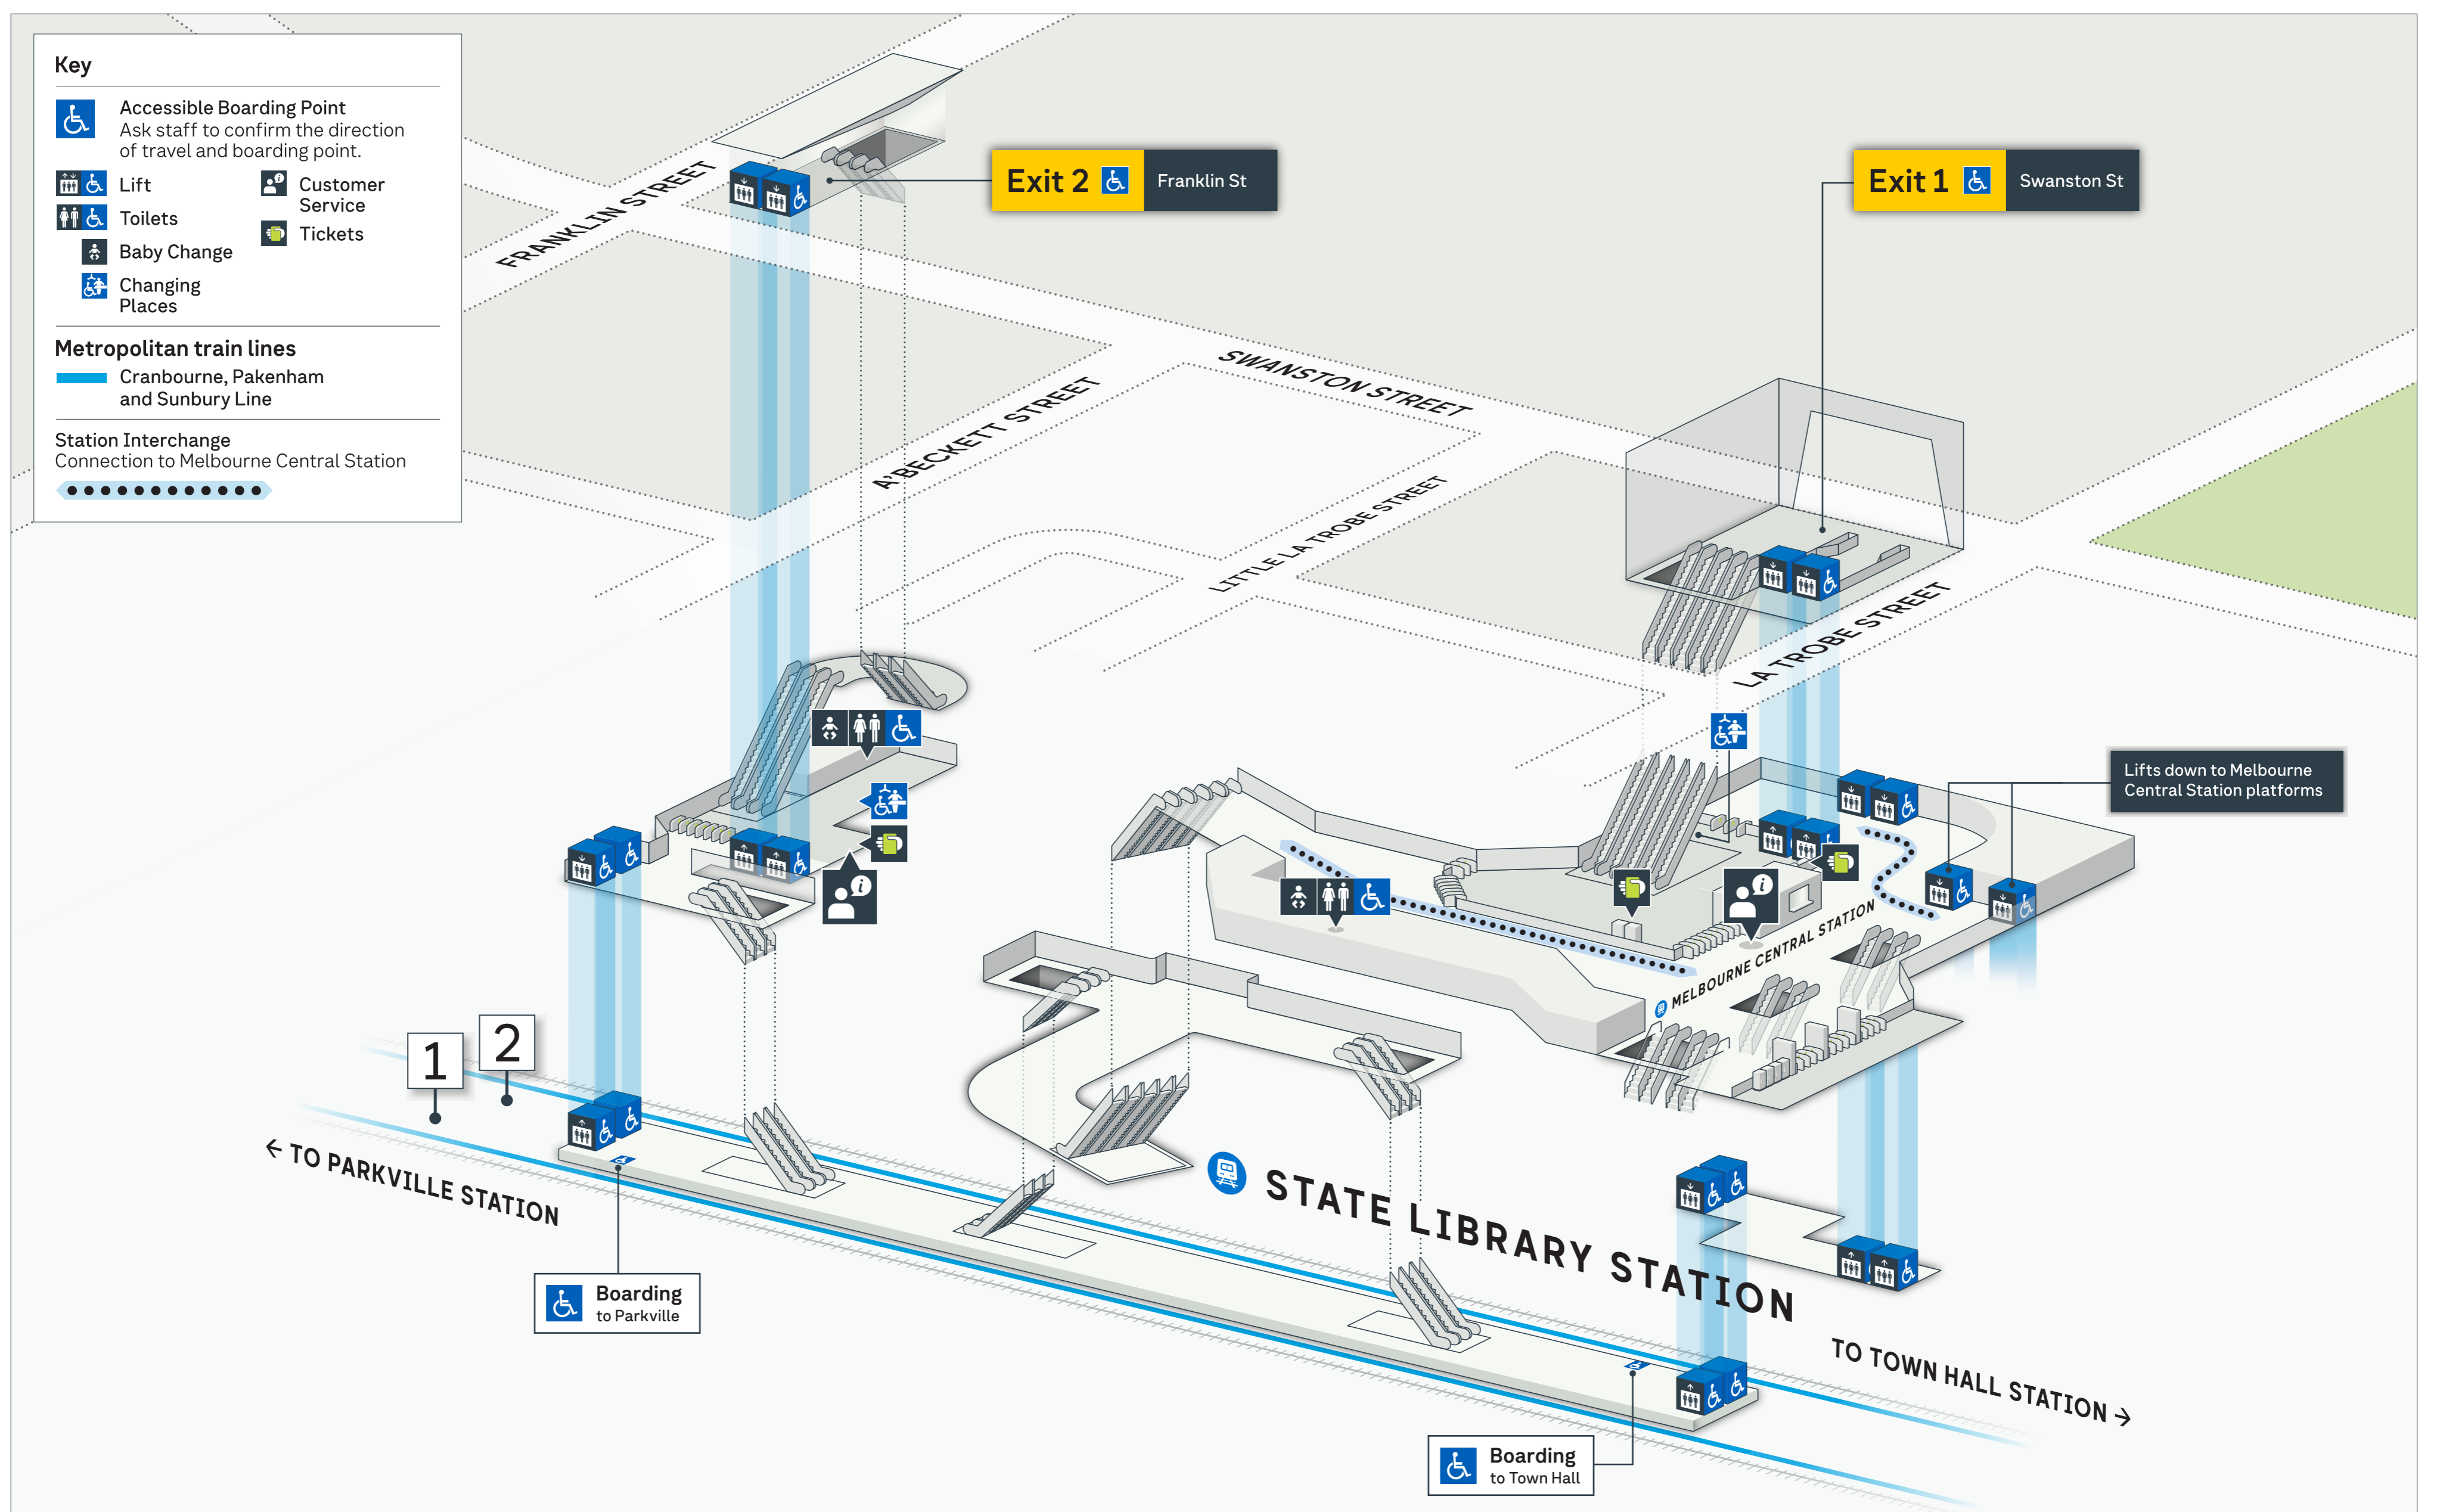 Key
Accessible Boarding Point
Ask staff to confirm the direction
of travel and boarding point.
Lift
Customer
Service
Toilets
Tickets
Baby Change
Changing
Places
Metropolitan train lines
Cranbourne, Pakenham
and Sunbury Line
Station Interchange
Connection to Melbourne Central Station
Exit 2
Franklin St
Exit 1
Swanston St
FRANKLIN STREET
SWANSTON STREET
A'BECKETT STREET
LITTLE LA TROBE STREET
LA TROBE STREET
Lifts down to Melbourne
Central Station platforms
MELBOURNE CENTRAL STATION
1
2
← TO PARKVILLE STATION
STATE LIBRARY STATION
Boarding
to Parkville
TO TOWN HALL STATION →
Boarding
to Town Hall